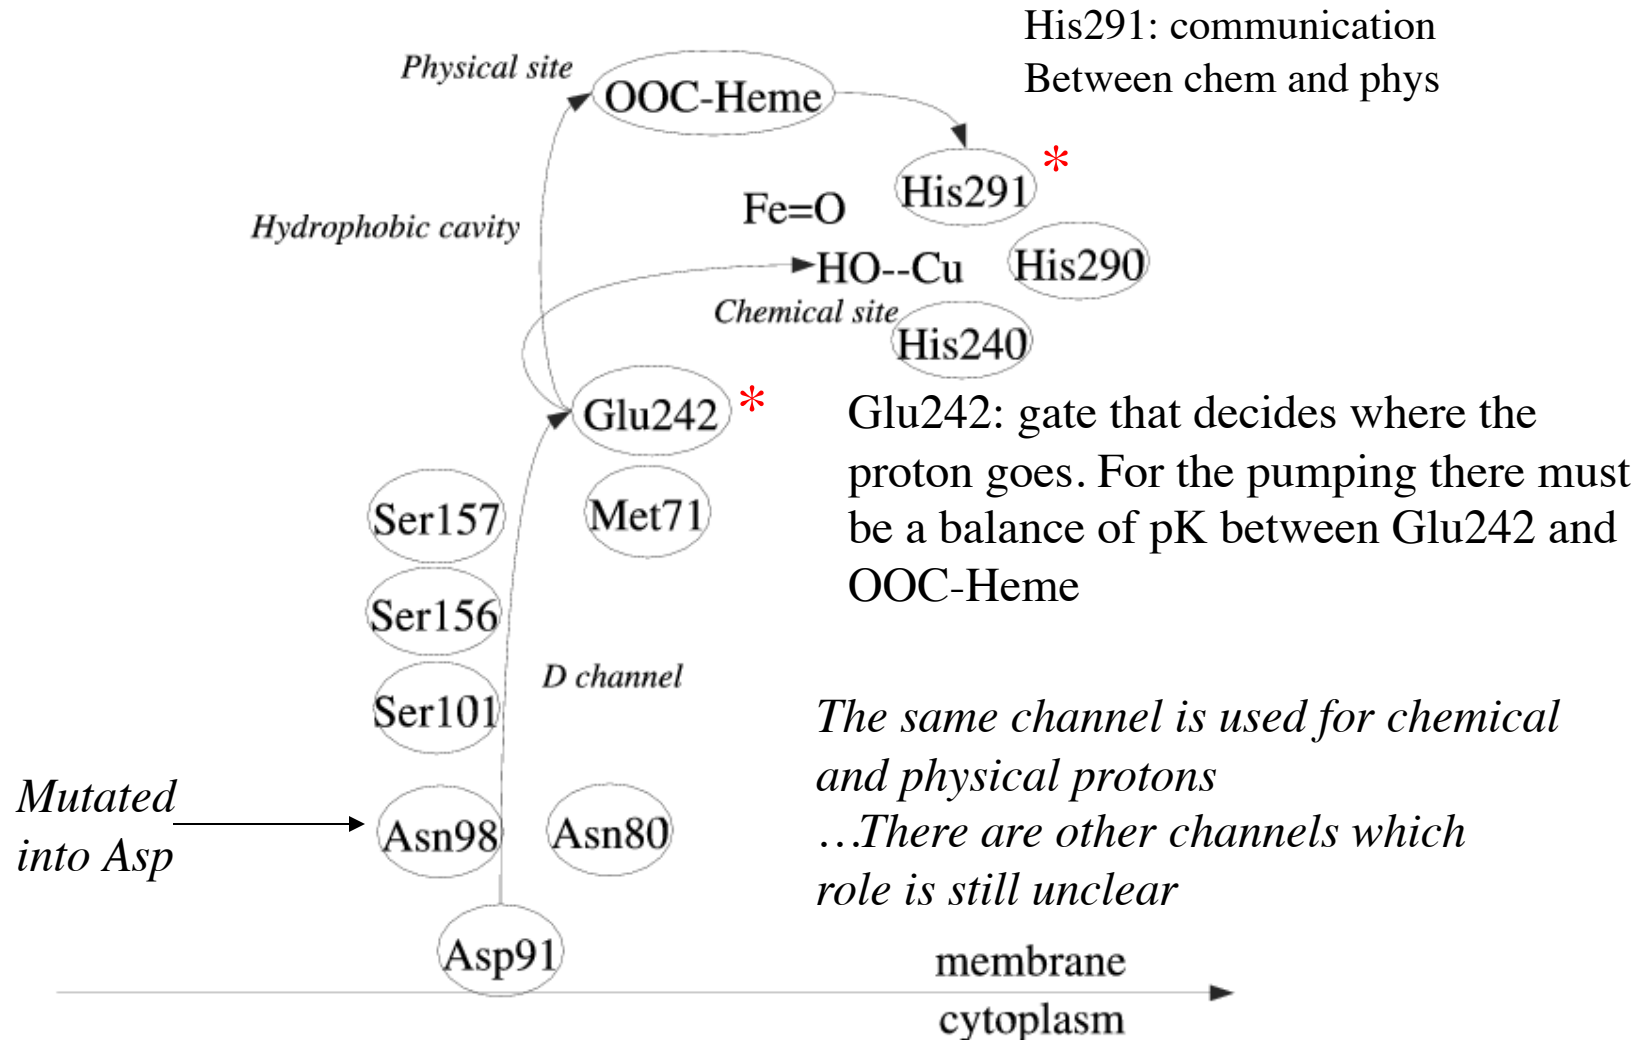 His291: communication
Between chem and phys
Physical site
OOC-Heme
*
His291
Fe=O
Hydrophobic cavity
HO--Cu
His290
Chemical site
His240
Glu242
*
Glu242: gate that decides where the
proton goes. For the pumping there must
be a balance of pK between Glu242 and
OOC-Heme
Ser157
Met71
Ser156
D channel
Ser101
The same channel is used for chemical
and physical protons
…There are other channels which
role is still unclear
Mutated
into Asp
Asn98
Asn80
Asp91
membrane
cytoplasm